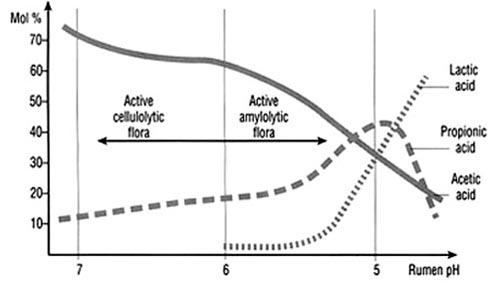 Mol %
70
60
50
40
30
20
10
Active
cellulolytic
flora
Active
amylolytic
flora
Lactic
acid
Propionic
acid
Acetic
acid
7
6
5
Rumen pH